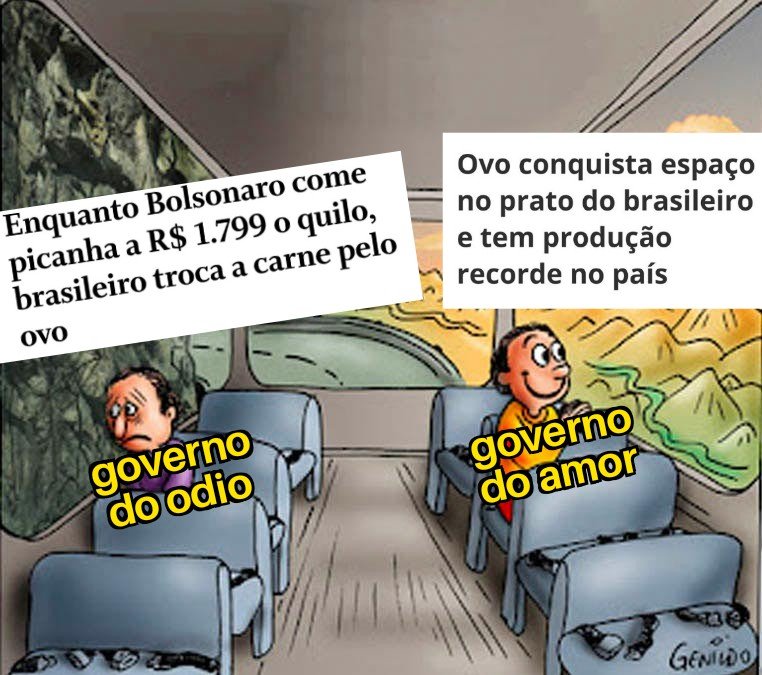 Enquanto Bolsonaro come
picanha a R$ 1.799 o quilo,
brasileiro troca a carne pelo
ovo
Ovo conquista espaço
no prato do brasileiro
e tem produção
recorde no país
governo
do odio
governo
do amor
GENILDO